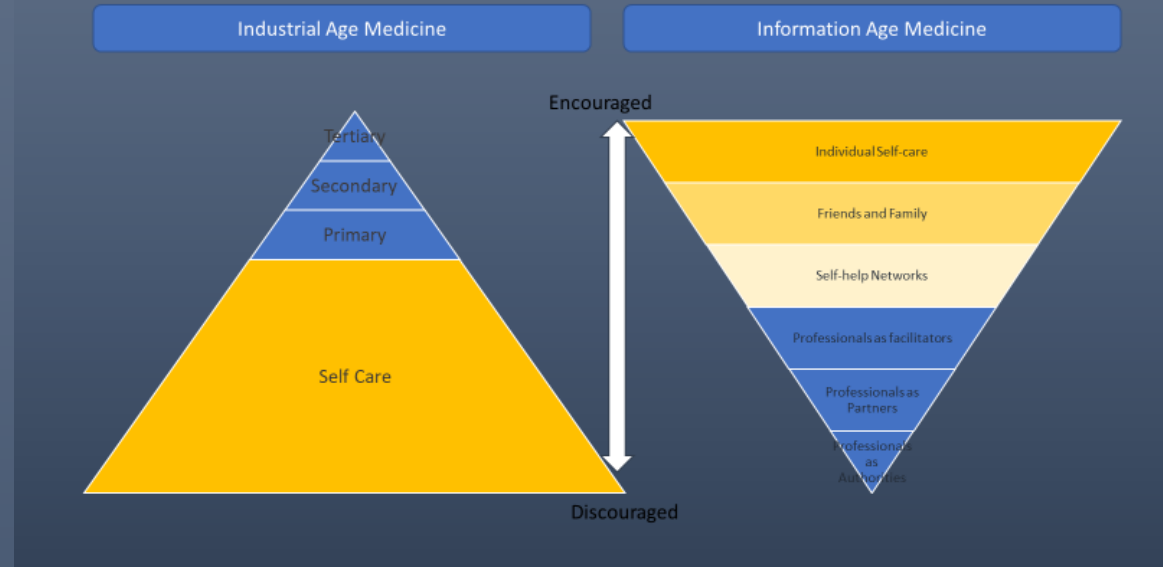 Industrial Age Medicine
Information Age Medicine
Encouraged
Tertiary
Secondary
Primary
Self Care
Individual Self-care
Friends and Family
Self-help Networks
Professionals as facilitators
Professionals as
Partners
Professionals
as
Authorities
Discouraged